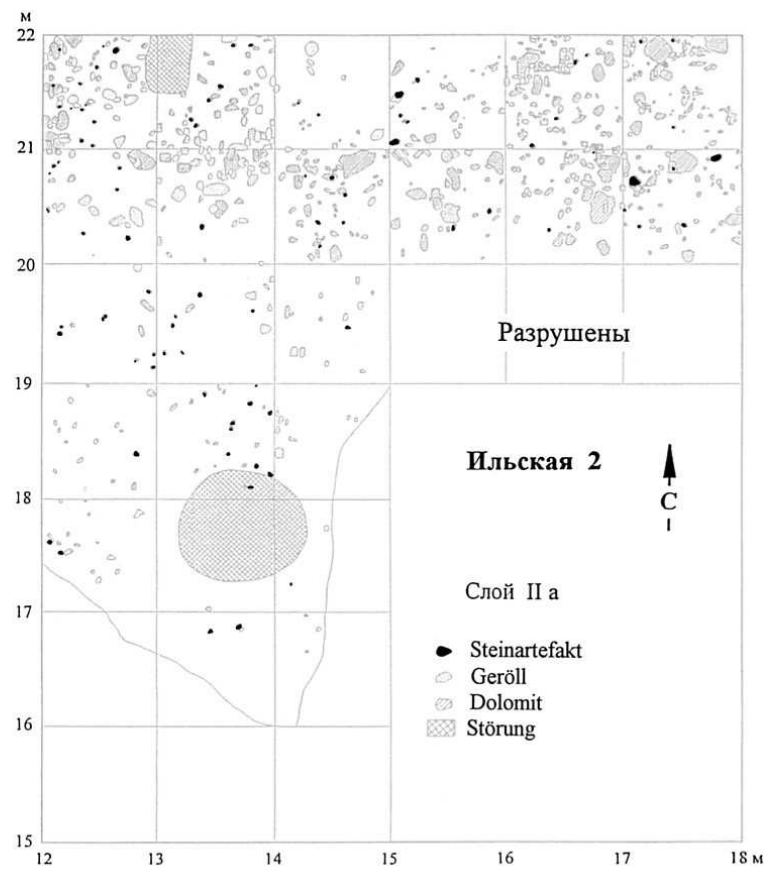 м
22
21
20
Разрушены
19
Ильская 2
18
С
Слой II а
17
Steinartefakt
Geröll
Dolomit
Störung
16
15
12 13 14 15 16 17 18 м